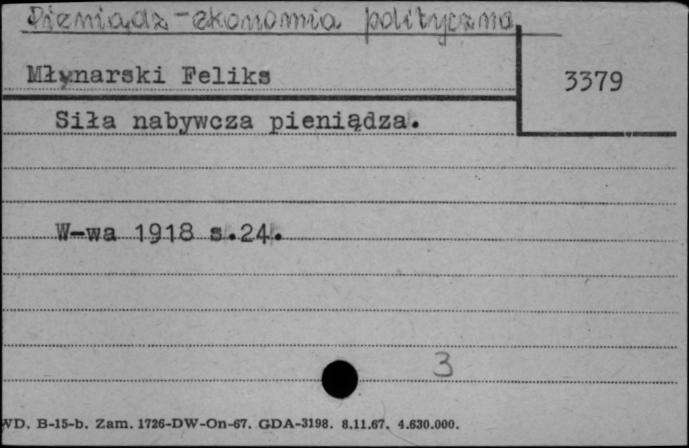 Pieniądz - ekonomia polityczna
Młynarski Feliks
3379
Siła nabywcza pieniądza.
W-wa 1918 s.24.
3
WD. B-15-b. Zam. 1726-DW-On-67. GDA-3198. 8.11.67. 4.630.000.